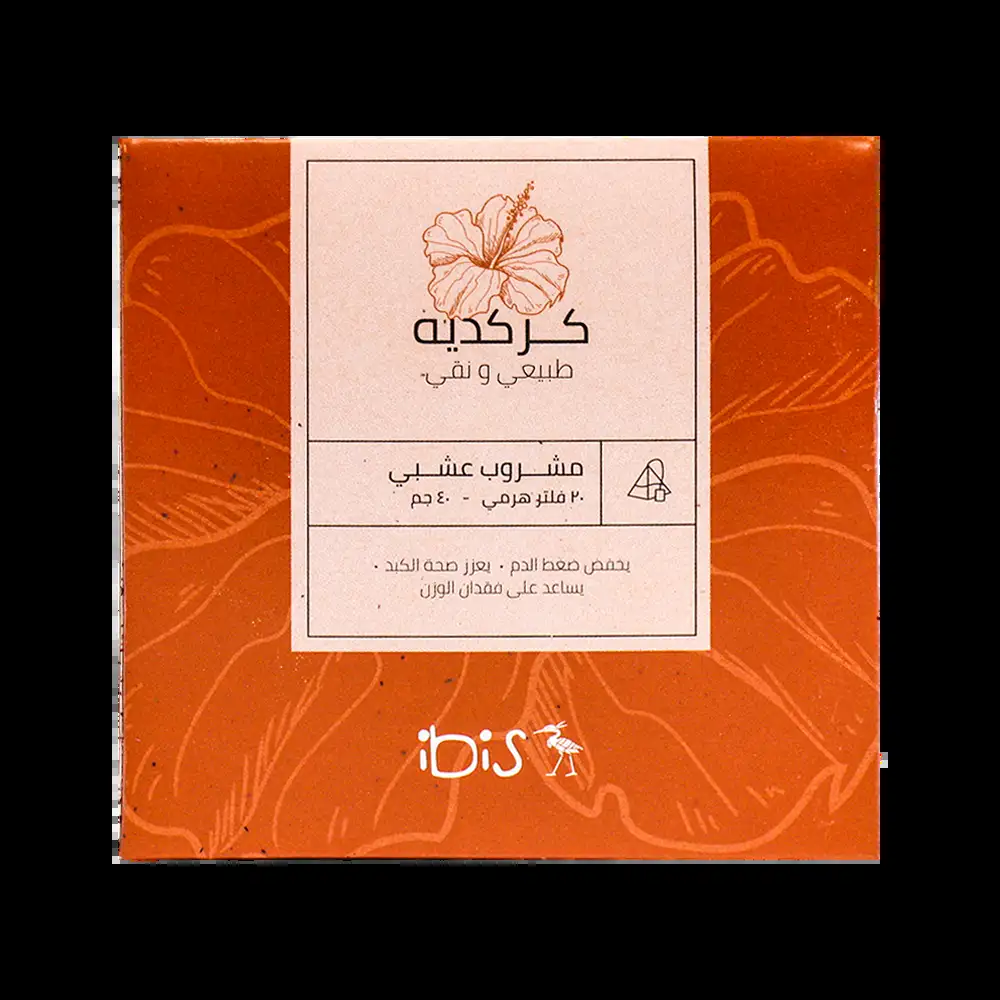 كركديه
طبيعي و نقي
مشروب عشبي
٢٠ فلتر هرمي - ٤٠ جم
يخفض ضغط الدم • يعزز صحة الكبد •
يساعد على فقدان الوزن
ibis